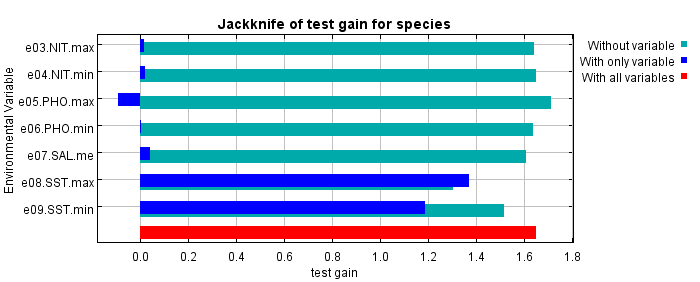 Jackknife of test gain for species
Environmental Variable
e03.NIT.max
e04.NIT.min
e05.PHO.max
e06.PHO.min
e07.SAL.me
e08.SST.max
e09.SST.min
0.0 0.2 0.4 0.6 0.8 1.0 1.2 1.4 1.6 1.8
test gain
Without variable
With only variable
With all variables